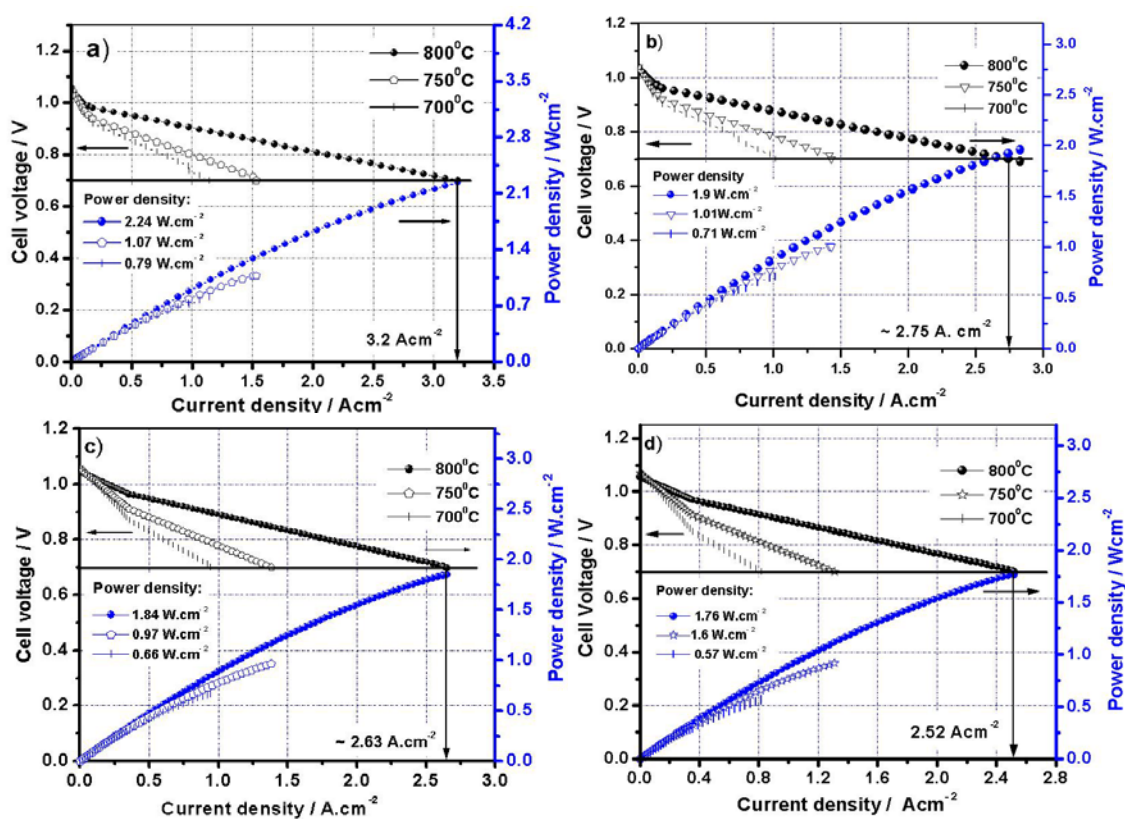 a)
800⁰C
750⁰C
700⁰C
Power density:
2.24 W.cm⁻²
1.07 W.cm⁻²
0.79 W.cm⁻²
3.2 Acm⁻²
Cell voltage / V
1.2
1.0
0.8
0.6
0.4
0.2
0.0
Power density / Wcm⁻²
4.2
3.5
2.8
2.1
1.4
0.7
0.0
0.0 0.5 1.0 1.5 2.0 2.5 3.0 3.5
Current density / Acm⁻²
b)
800⁰C
750⁰C
700⁰C
Power density:
1.9 W.cm⁻²
1.01W.cm⁻²
0.71 W.cm⁻²
~ 2.75 A. cm⁻²
Cell voltage / V
1.2
1.0
0.8
0.6
0.4
0.2
0.0
Power density / W.cm⁻²
3.0
2.5
2.0
1.5
1.0
0.5
0.0
0.0 0.5 1.0 1.5 2.0 2.5 3.0
Current density / A.cm⁻²
c)
800⁰C
750⁰C
700⁰C
Power density:
1.84 W.cm⁻²
0.97 W.cm⁻²
0.66 W.cm⁻²
~ 2.63 A.cm⁻²
Cell voltage / V
1.2
1.0
0.8
0.6
0.4
0.2
0.0
Power density / W.cm⁻²
3.0
2.5
2.0
1.5
1.0
0.5
0.0
0.0 0.5 1.0 1.5 2.0 2.5 3.0
Current density / A.cm⁻²
d)
800⁰C
750⁰C
700⁰C
Power density:
1.76 W.cm⁻²
1.6 W.cm⁻²
0.57 W.cm⁻²
2.52 Acm⁻²
Cell Voltage / V
1.2
1.0
0.8
0.6
0.4
0.2
0.0
Power density / Wcm⁻²
3.0
2.5
2.0
1.5
1.0
0.5
0.0
0.0 0.4 0.8 1.2 1.6 2.0 2.4 2.8
Current density / Acm⁻²